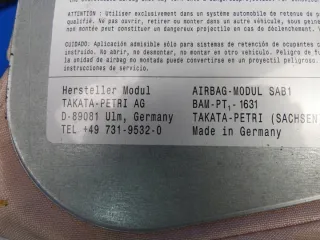 ATTENTION : Utiliser exclusivement dans un système automobile de retenue de p
qualifié. Ne pas ouvrir, retirer ou monter dans un autre véhicule, sous peine
non montée peut constituer un dangereux projectile en cas de déclenchement.
CUIDADO: Aplicación admisible sólo para sistemas de retención de ocupantes
instruido. No abrir, no desmontar, no montar en otro vehículo. Peligro de
la unidad de airbag no montada puede convertirse en un proyectil peligro
instrucciones de servicio.
Hersteller Modul AIRBAG-MODUL SAB1
TAKATA-PETRI AG BAM-PT1-1631
D-89081 Ulm, Germany TAKATA-PETRI (SACHSEN
TEL +49 731-9532-0 Made in Germany